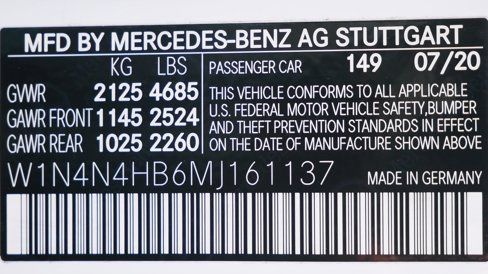 MFD BY MERCEDES-BENZ AG STUTTGART
KG LBS
GVWR 2125 4685
GAWR FRONT 1145 2524
GAWR REAR 1025 2260
PASSENGER CAR 149 07/20
THIS VEHICLE CONFORMS TO ALL APPLICABLE
U.S. FEDERAL MOTOR VEHICLE SAFETY,BUMPER
AND THEFT PREVENTION STANDARDS IN EFFECT
ON THE DATE OF MANUFACTURE SHOWN ABOVE
W1N4N4HB6MJ161137 MADE IN GERMANY